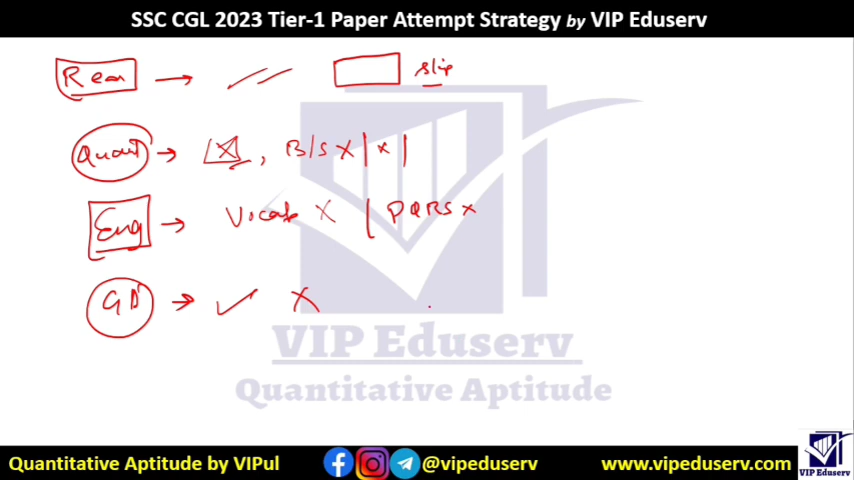 SSC CGL 2023 Tier-1 Paper Attempt Strategy by VIP Eduserv
Rea → slip
Quant → , B/S X | x |
Eng → Vocab X | PQRS x
→ ✓ X
VIP Eduserv
Quantitative Aptitude
Quantitative Aptitude by VIPul @vipeduserv www.vipeduserv.com
VIP Eduserv